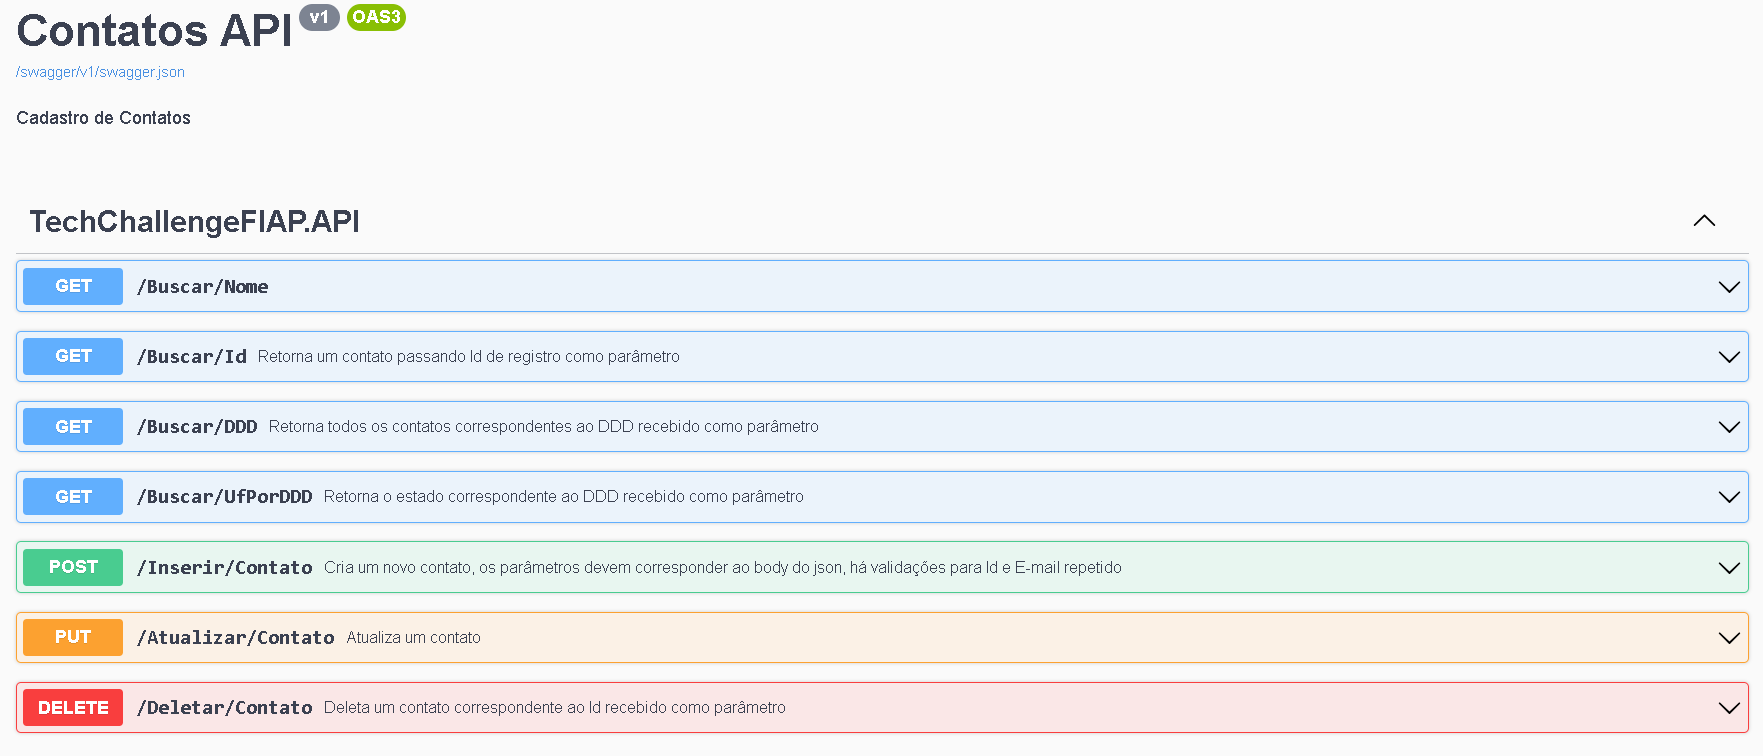 Contatos API v1 OAS3
/swagger/v1/swagger.json
Cadastro de Contatos
TechChallengeFIAP.API
GET /Buscar/Nome
GET /Buscar/Id Retorna um contato passando Id de registro como parâmetro
GET /Buscar/DDD Retorna todos os contatos correspondentes ao DDD recebido como parâmetro
GET /Buscar/UfPorDDD Retorna o estado correspondente ao DDD recebido como parâmetro
POST /Inserir/Contato Cria um novo contato, os parâmetros devem corresponder ao body do json, há validações para Id e E-mail repetido
PUT /Atualizar/Contato Atualiza um contato
DELETE /Deletar/Contato Deleta um contato correspondente ao Id recebido como parâmetro